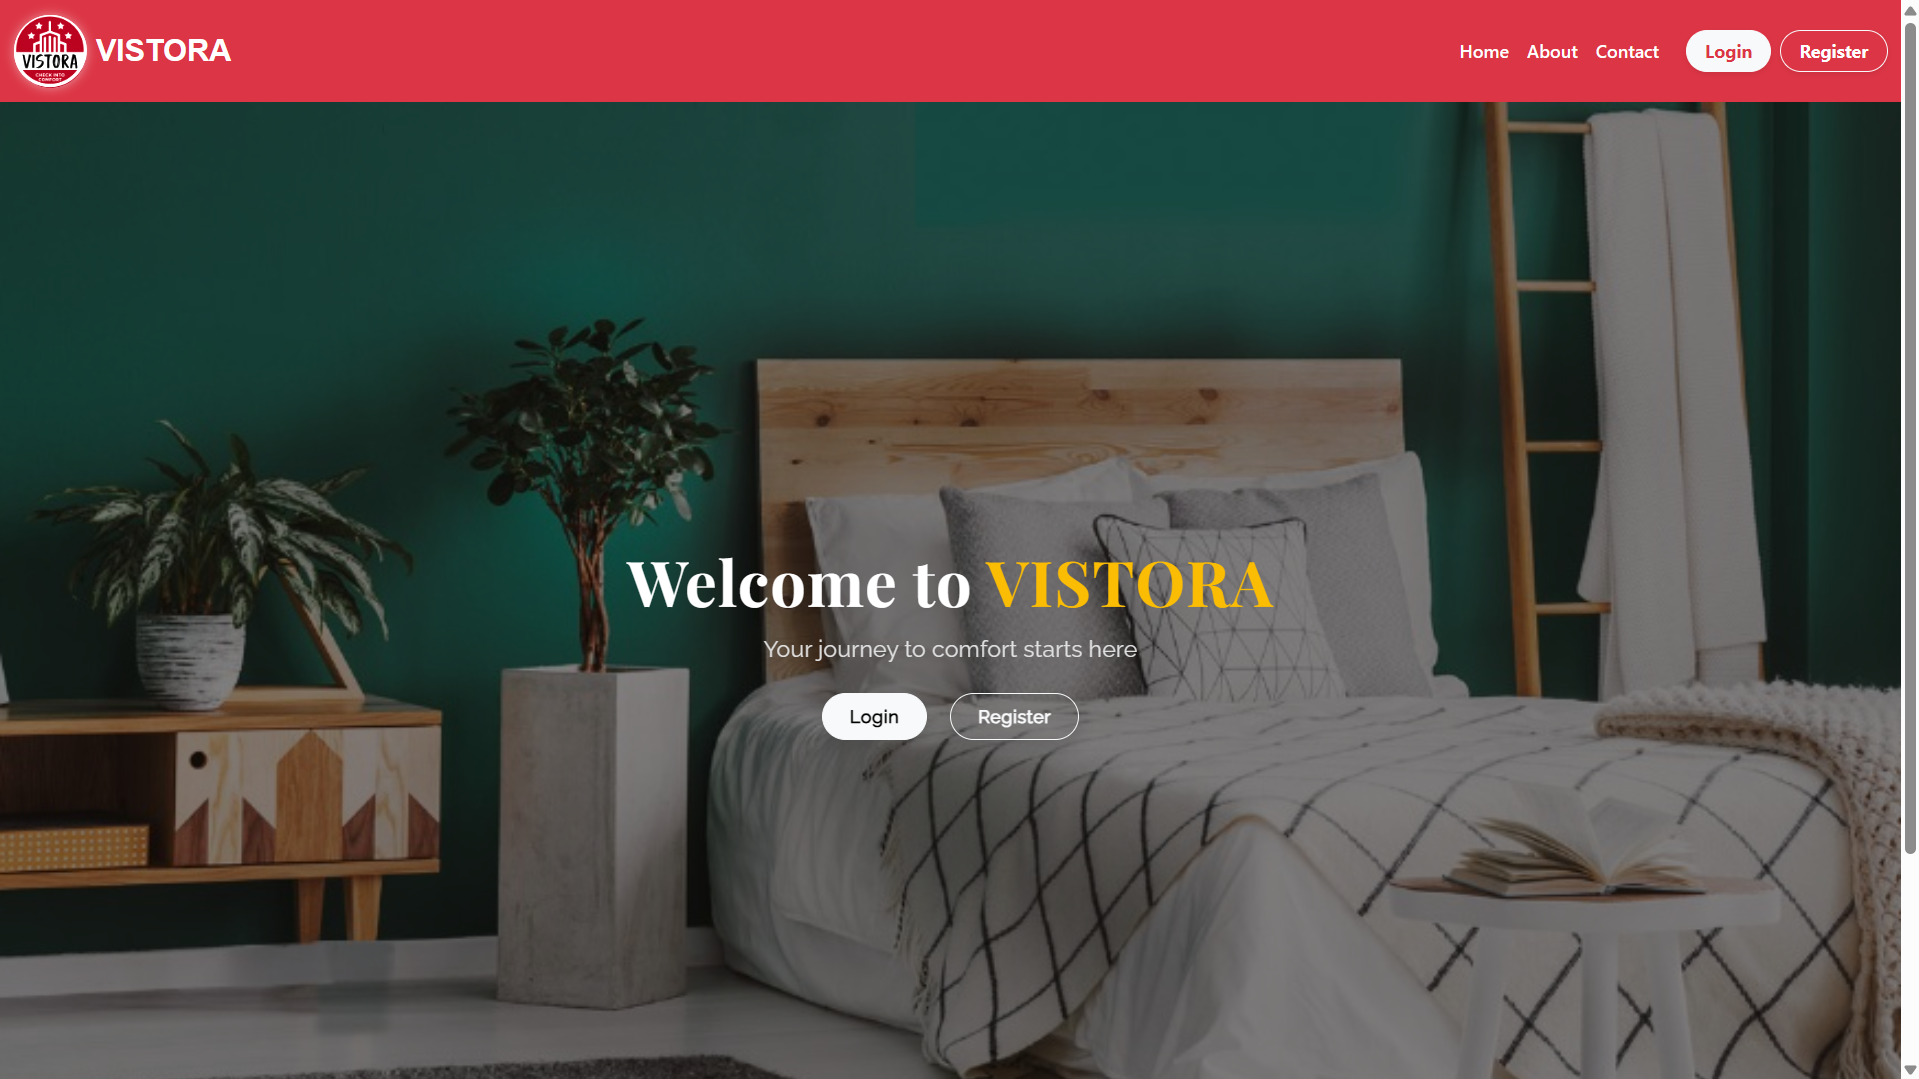 VISTORA
CHECK INTO
COMFORT
VISTORA
Home
About
Contact
Login
Register
Welcome to VISTORA
Your journey to comfort starts here
Login
Register